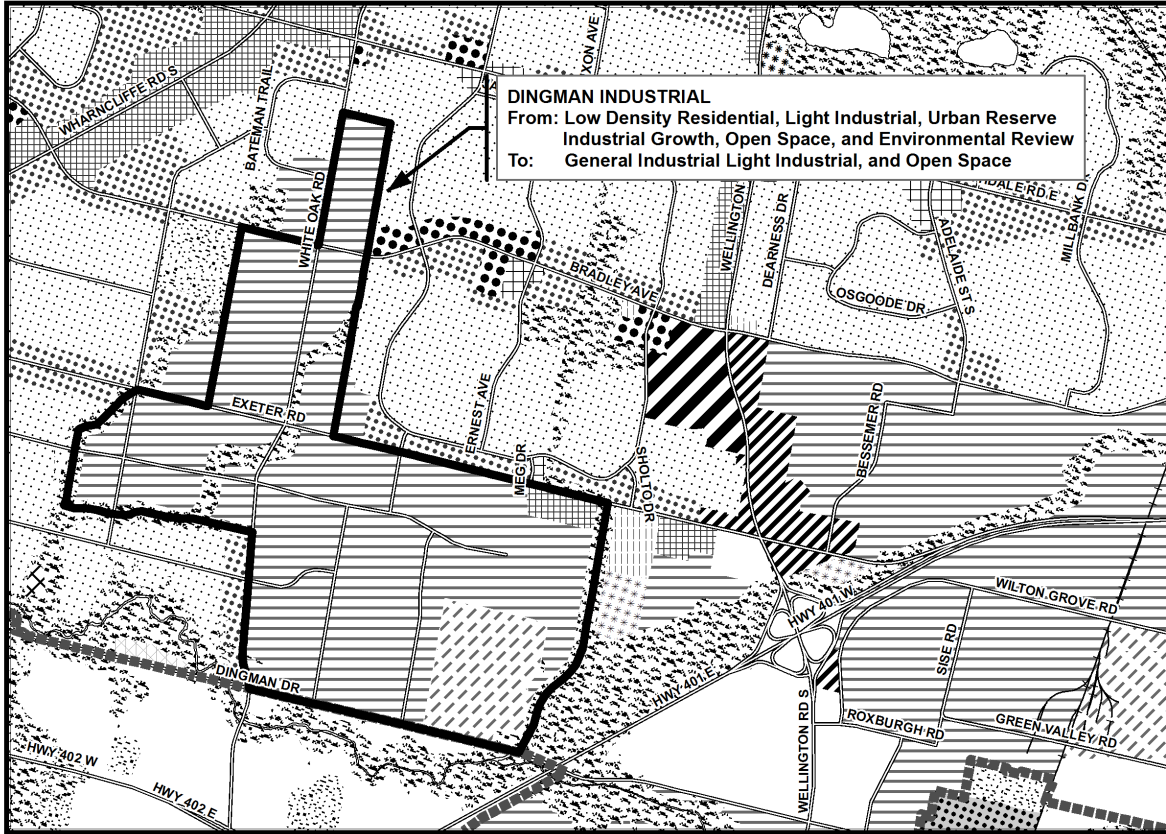 XON AVE
WHARNCLIFFE RD S
BATEMAN TRAIL
DINGMAN INDUSTRIAL
From: Low Density Residential, Light Industrial, Urban Reserve
Industrial Growth, Open Space, and Environmental Review
To: General Industrial Light Industrial, and Open Space
DALE RD E
MILLBANK D
WHITE OAK RD
WELLINGTON
DEARNESS DR
ADELAIDE ST S
BRADLEY AVE
OSGOODE DR
EXETER RD
ERNEST AVE
BESSEMER RD
MEG DR
SHOLTO DR
HWY 401 W
WILTON GROVE RD
SISE RD
DINGMAN DR
HWY 401 E
WELLINGTON RD S
ROXBURGH RD
GREEN VALLEY RD
HWY 402 W
HWY 402 E